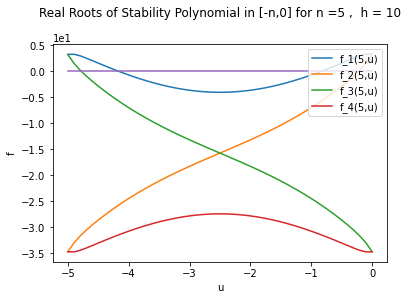 Real Roots of Stability Polynomial in [-n,0] for n =5 ,  h = 10
1e1
0.5
0.0
−0.5
−1.0
−1.5
−2.0
−2.5
−3.0
−3.5
f
f_1(5,u)
f_2(5,u)
f_3(5,u)
f_4(5,u)
−5 −4 −3 −2 −1 0
u